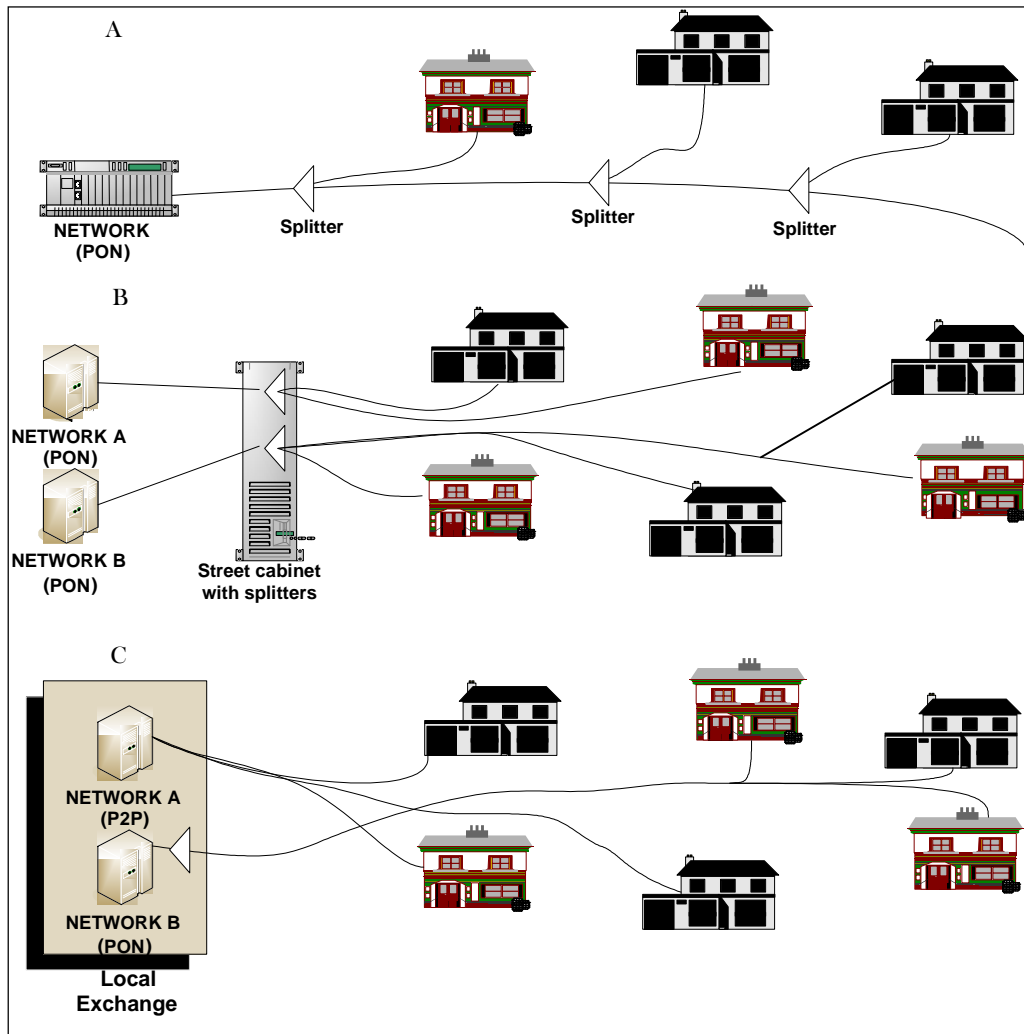 A
NETWORK
(PON)
Splitter
Splitter
Splitter
B
NETWORK A
(PON)
NETWORK B
(PON)
Street cabinet
with splitters
C
NETWORK A
(P2P)
NETWORK B
(PON)
Local
Exchange